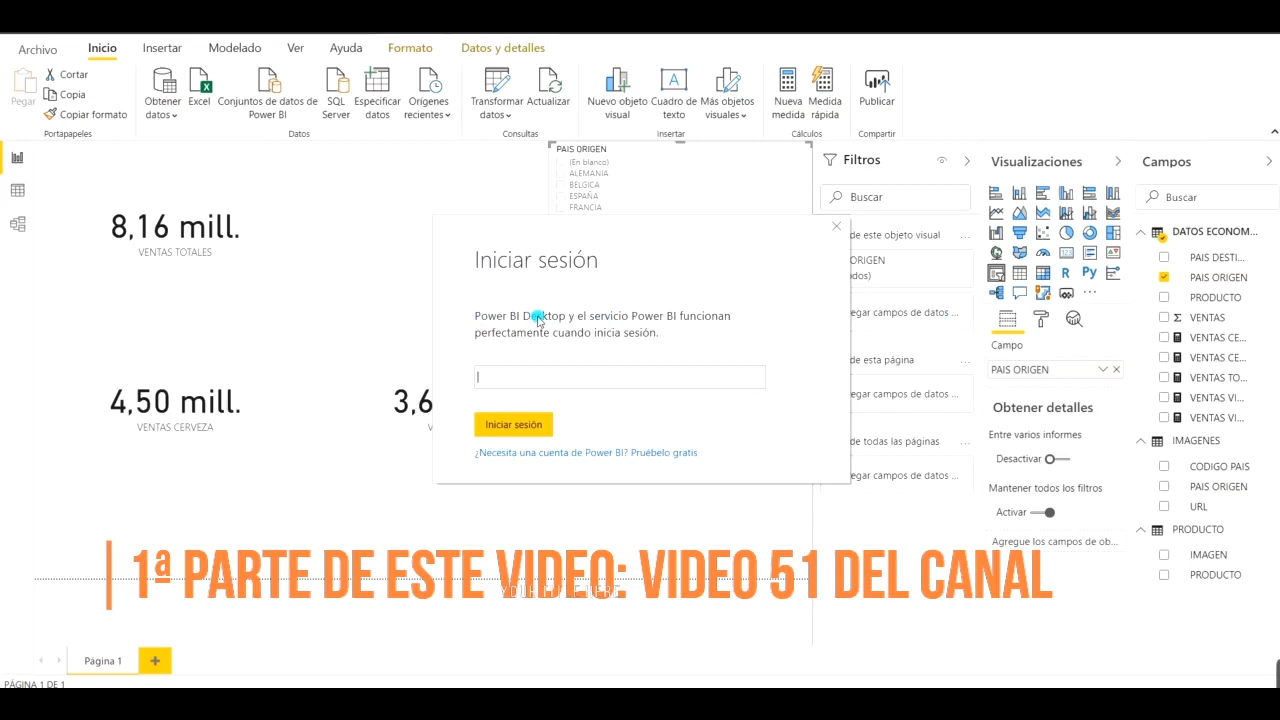 Archivo Inicio Insertar Modelado Ver Ayuda Formato Datos y detalles
Pegar
Cortar
Copia
Copiar formato
Portapapeles
Obtener datos
Excel
Conjuntos de datos de Power BI
SQL Server
Especificar datos
Orígenes recientes
Datos
Transformar datos
Actualizar
Consultas
Nuevo objeto visual
Cuadro de texto
Más objetos visuales
Insertar
Nueva medida
Medida rápida
Cálculos
Publicar
Compartir
8,16 mill.
VENTAS TOTALES
4,50 mill.
VENTAS CERVEZA
3,6
PAIS ORIGEN
(En blanco)
ALEMANIA
BELGICA
ESPAÑA
FRANCIA
Iniciar sesión
Power BI Desktop y el servicio Power BI funcionan
perfectamente cuando inicia sesión.
Iniciar sesión
¿Necesita una cuenta de Power BI? Pruébelo gratis
Filtros
Buscar
de este objeto visual ...
ORIGEN
odos)
egar campos de datos ...
de esta página ...
egar campos de datos ...
de todas las páginas ...
egar campos de datos ...
Visualizaciones
R Py
...
Campo
PAIS ORIGEN
Obtener detalles
Entre varios informes
Desactivar
Mantener todos los filtros
Activar
Agregue los campos de ob...
Campos
Buscar
DATOS ECONOM...
PAIS DESTI...
PAIS ORIGEN
PRODUCTO
VENTAS
VENTAS CE...
VENTAS CE...
VENTAS TO...
VENTAS VI...
VENTAS VI...
IMAGENES
CODIGO PAIS
PAIS ORIGEN
URL
PRODUCTO
IMAGEN
PRODUCTO
1ª PARTE DE ESTE VIDEO: VIDEO 51 DEL CANAL
Página 1
PÁGINA 1 DE 1